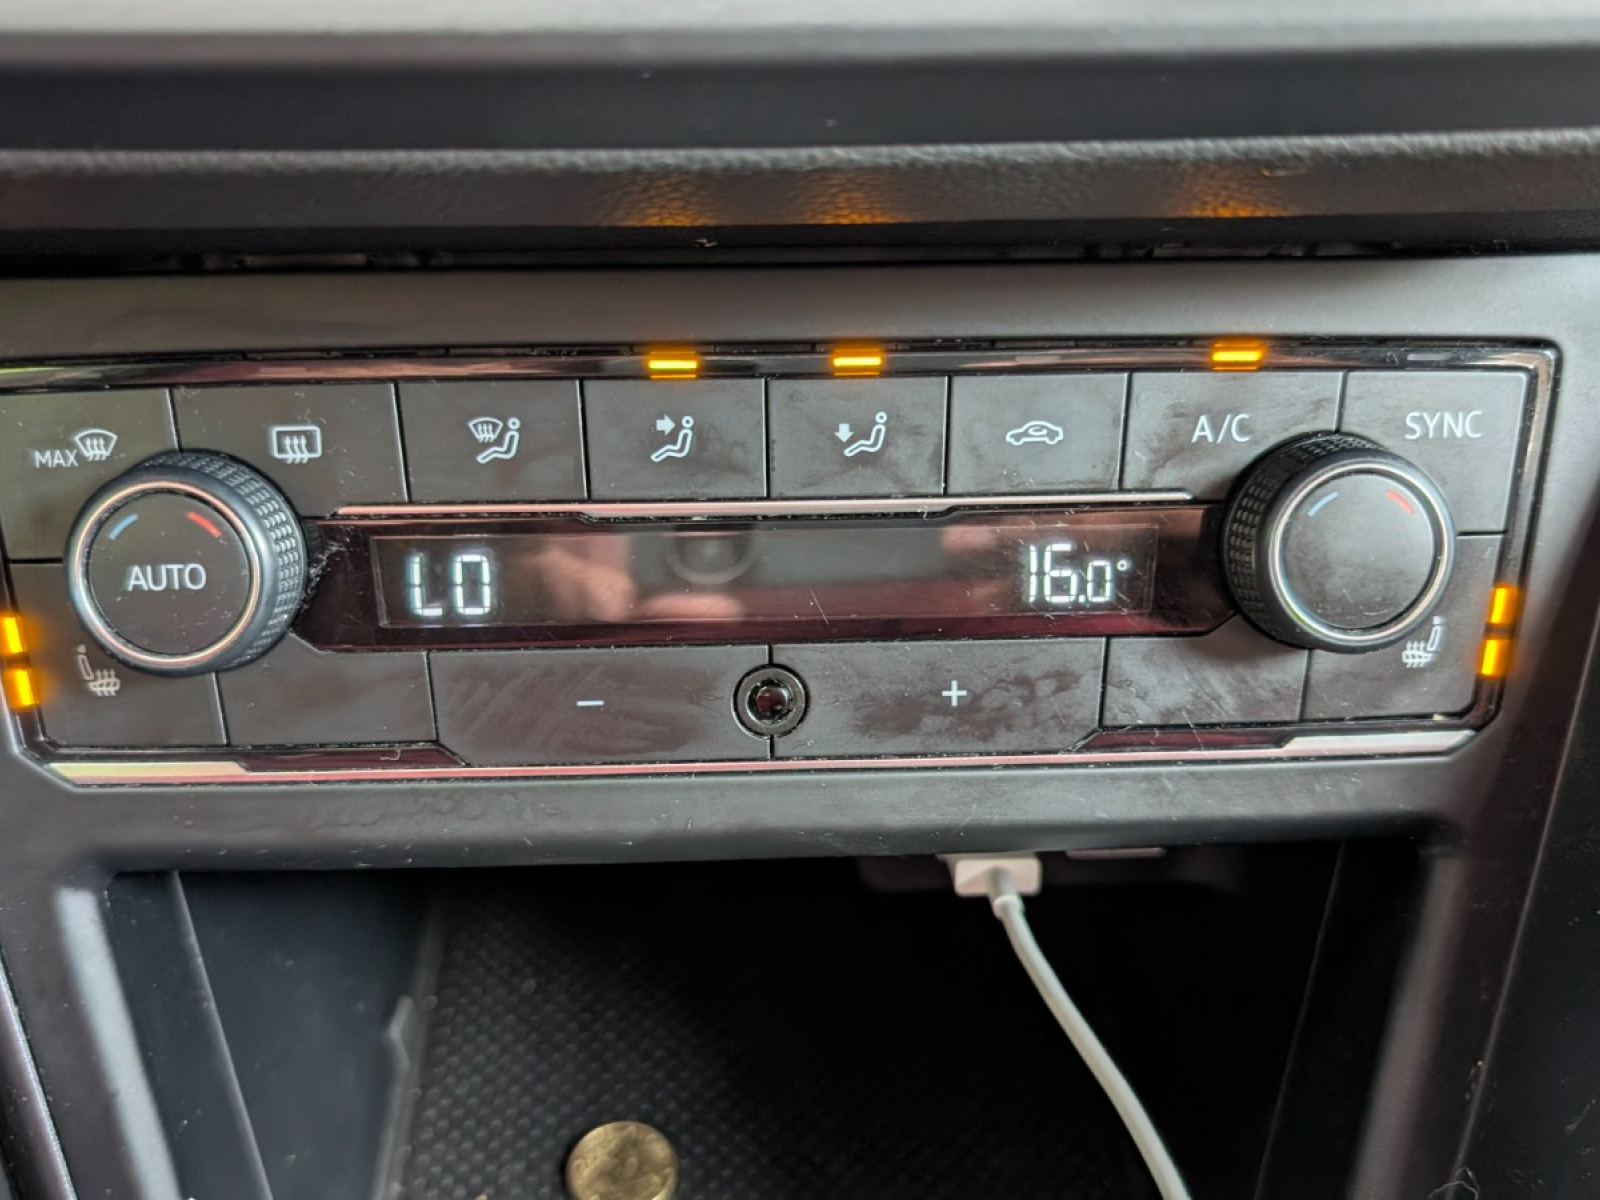 MAX
A/C
SYNC
AUTO
LO
16.0°
-
+